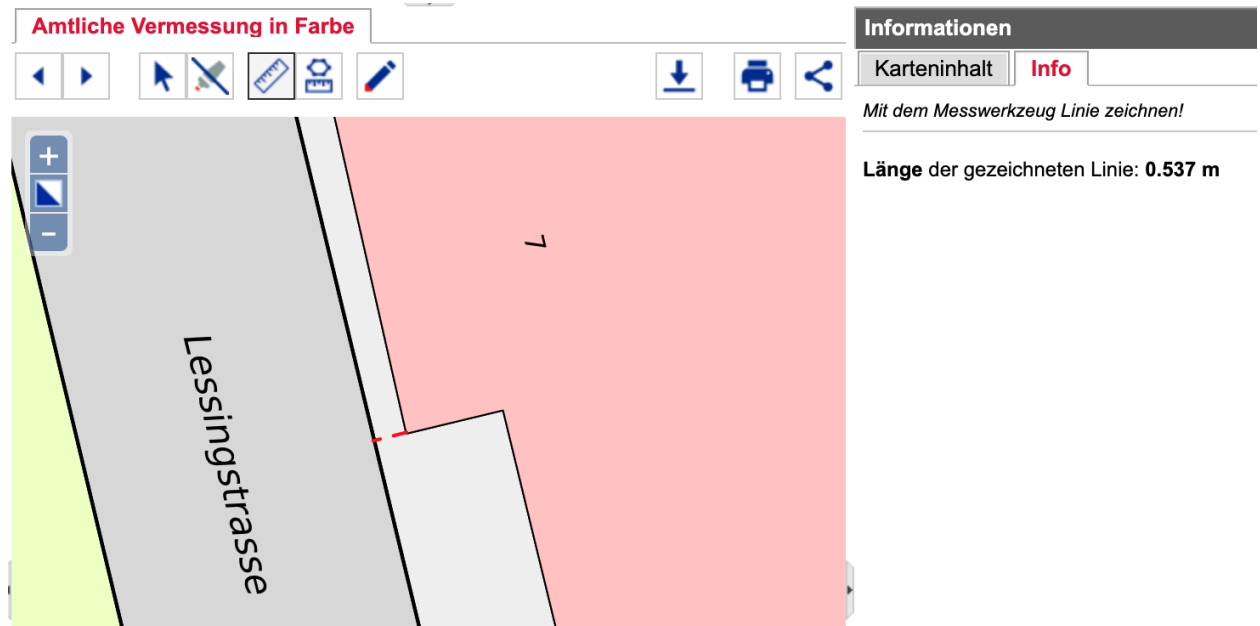 Amtliche Vermessung in Farbe
Informationen
Karteninhalt Info
Mit dem Messwerkzeug Linie zeichnen!
Länge der gezeichneten Linie: 0.537 m
+
−
7
Lessingstrasse